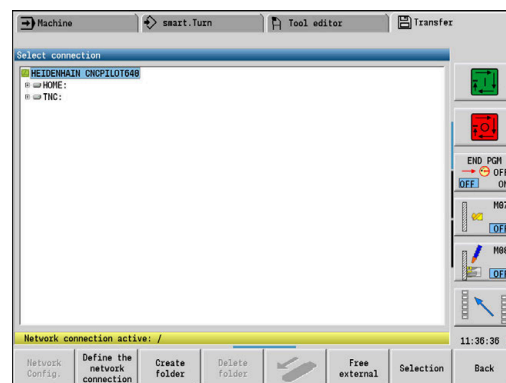 Machine
smart.Turn
Tool editor
Transfer
Select connection
HEIDENHAIN CNCPILOT640
HOME:
TNC:
END PGM
OFF
OFF
M07
OFF
OFF
Network connection active: /
11:36:36
Network Config.
Define the network connection
Create folder
Delete folder
Free external
Selection
Back